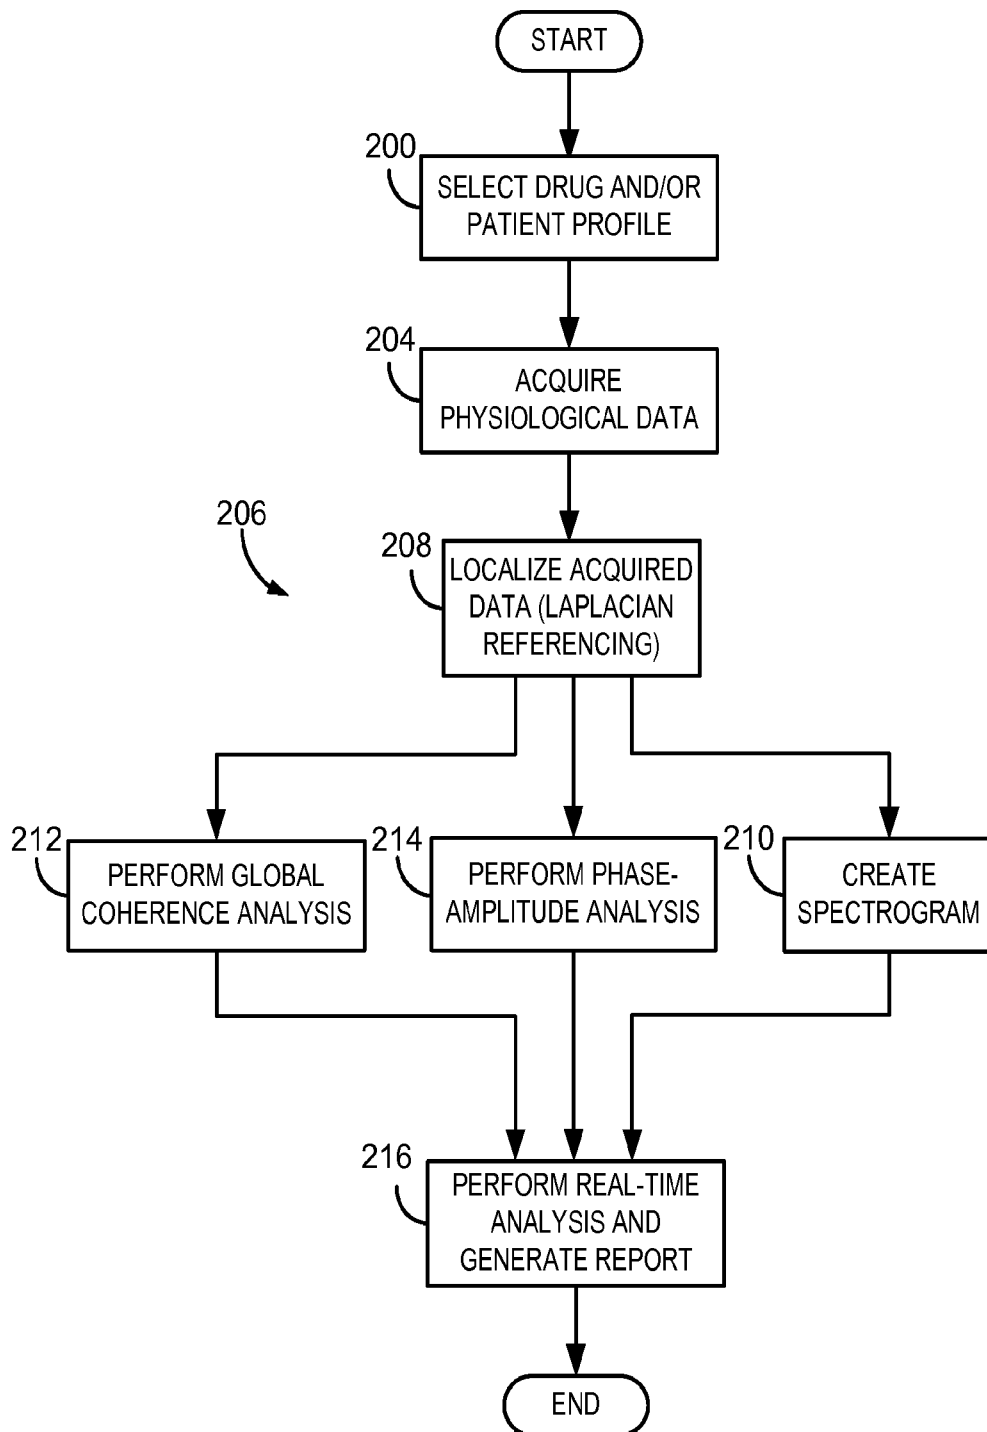 START
200
SELECT DRUG AND/OR
PATIENT PROFILE
204
ACQUIRE
PHYSIOLOGICAL DATA
206
208
LOCALIZE ACQUIRED
DATA (LAPLACIAN
REFERENCING)
212
PERFORM GLOBAL
COHERENCE ANALYSIS
214
PERFORM PHASE-
AMPLITUDE ANALYSIS
210
CREATE
SPECTROGRAM
216
PERFORM REAL-TIME
ANALYSIS AND
GENERATE REPORT
END